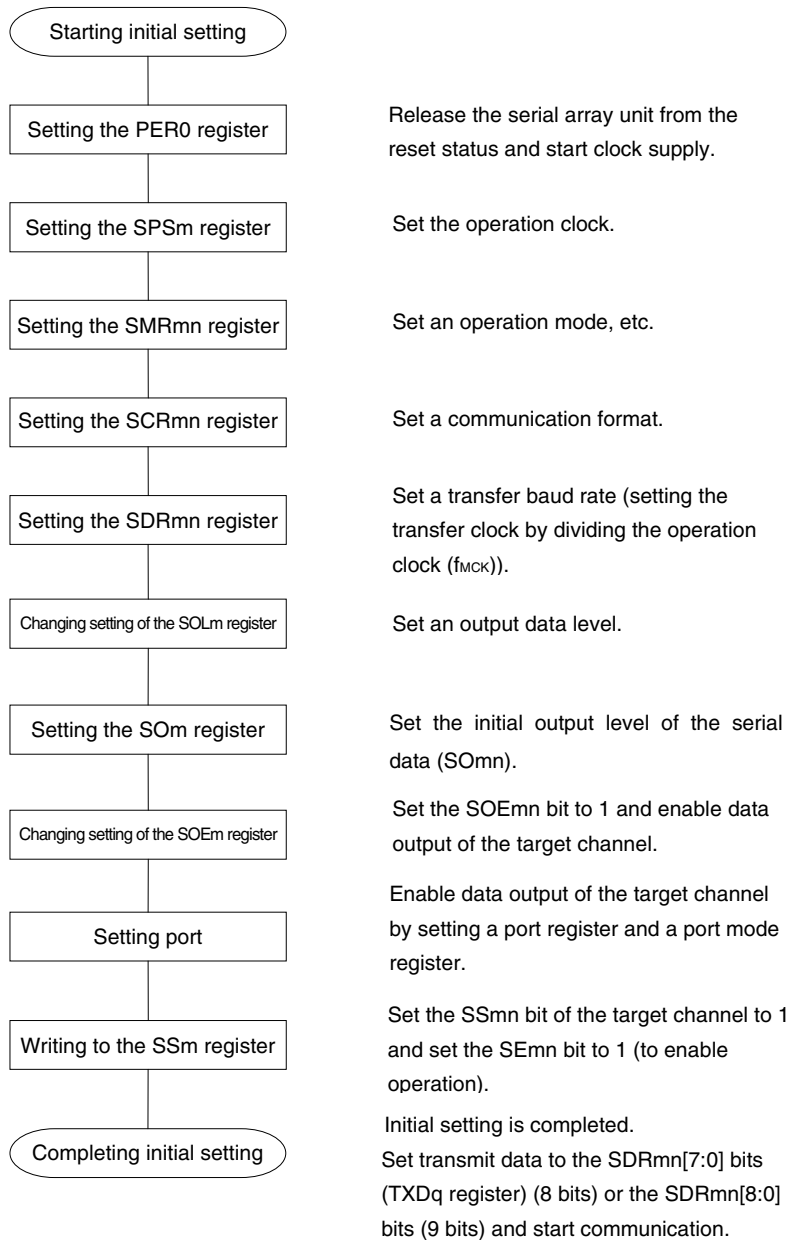 Starting initial setting
Setting the PER0 register
Release the serial array unit from the
reset status and start clock supply.
Setting the SPSm register
Set the operation clock.
Setting the SMRmn register
Set an operation mode, etc.
Setting the SCRmn register
Set a communication format.
Setting the SDRmn register
Set a transfer baud rate (setting the
transfer clock by dividing the operation
clock (fMCK)).
Changing setting of the SOLm register
Set an output data level.
Setting the SOm register
Set the initial output level of the serial
data (SOmn).
Changing setting of the SOEm register
Set the SOEmn bit to 1 and enable data
output of the target channel.
Setting port
Enable data output of the target channel
by setting a port register and a port mode
register.
Writing to the SSm register
Set the SSmn bit of the target channel to 1
and set the SEmn bit to 1 (to enable
operation).
Completing initial setting
Initial setting is completed.
Set transmit data to the SDRmn[7:0] bits
(TXDq register) (8 bits) or the SDRmn[8:0]
bits (9 bits) and start communication.